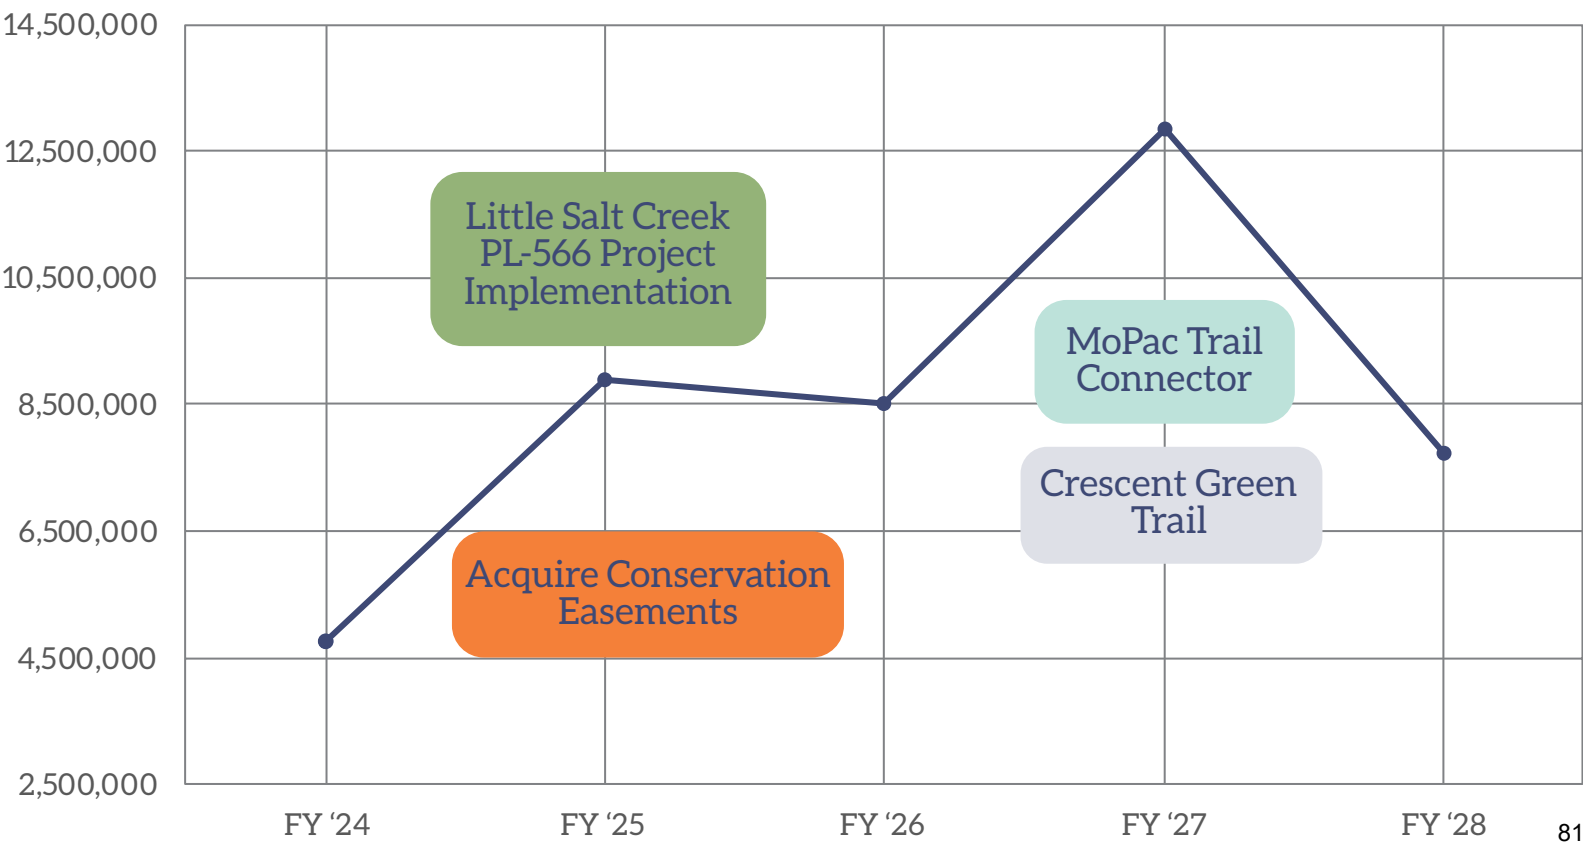 14,500,000
12,500,000
10,500,000
8,500,000
6,500,000
4,500,000
2,500,000
Little Salt Creek
PL-566 Project
Implementation
Acquire Conservation
Easements
MoPac Trail
Connector
Crescent Green
Trail
FY ‘24
FY ‘25
FY ‘26
FY ‘27
FY ‘28
81